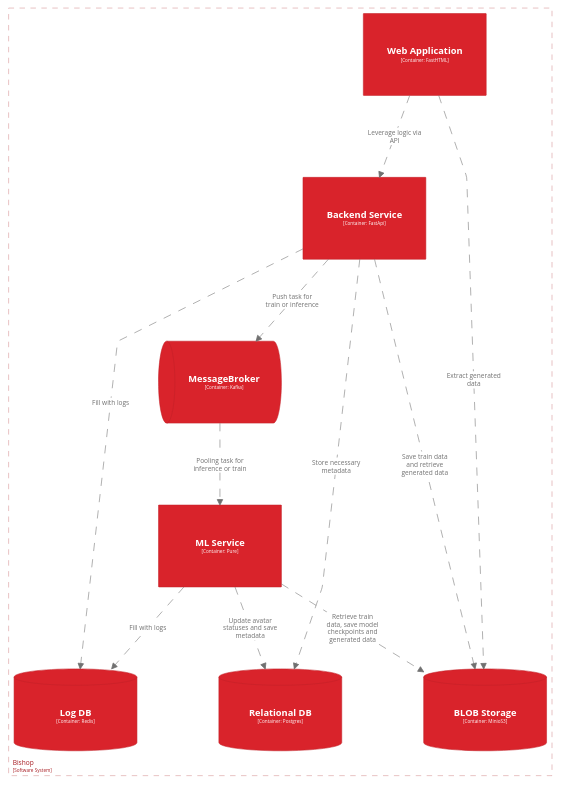 Web Application
[Container: FastHTML]
Leverage logic via
API
Backend Service
[Container: FastApi]
Push task for
train or inference
MessageBroker
[Container: Kafka]
Extract generated
data
Fill with logs
Pooling task for
inference or train
Store necessary
metadata
Save train data
and retrieve
generated data
ML Service
[Container: Pure]
Fill with logs
Update avatar
statuses and save
metadata
Retrieve train
data, save model
checkpoints and
generated data
Log DB
[Container: Redis]
Relational DB
[Container: Postgres]
BLOB Storage
[Container: MinioS3]
Bishop
[Software System]